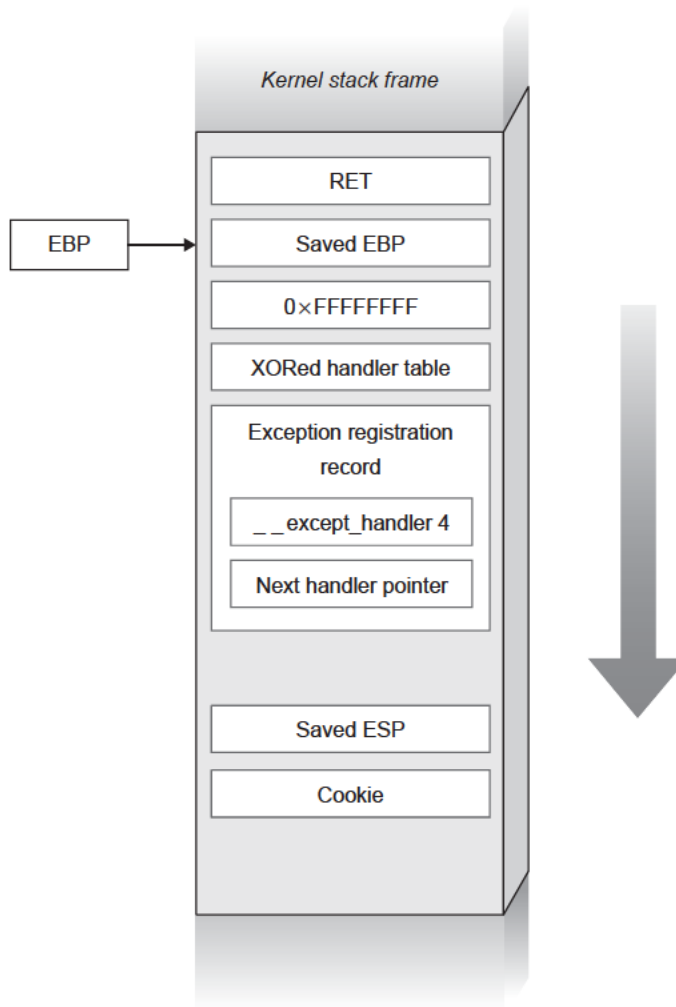 Kernel stack frame
RET
EBP
Saved EBP
0×FFFFFFFF
XORed handler table
Exception registration
record
_ _except_handler 4
Next handler pointer
Saved ESP
Cookie